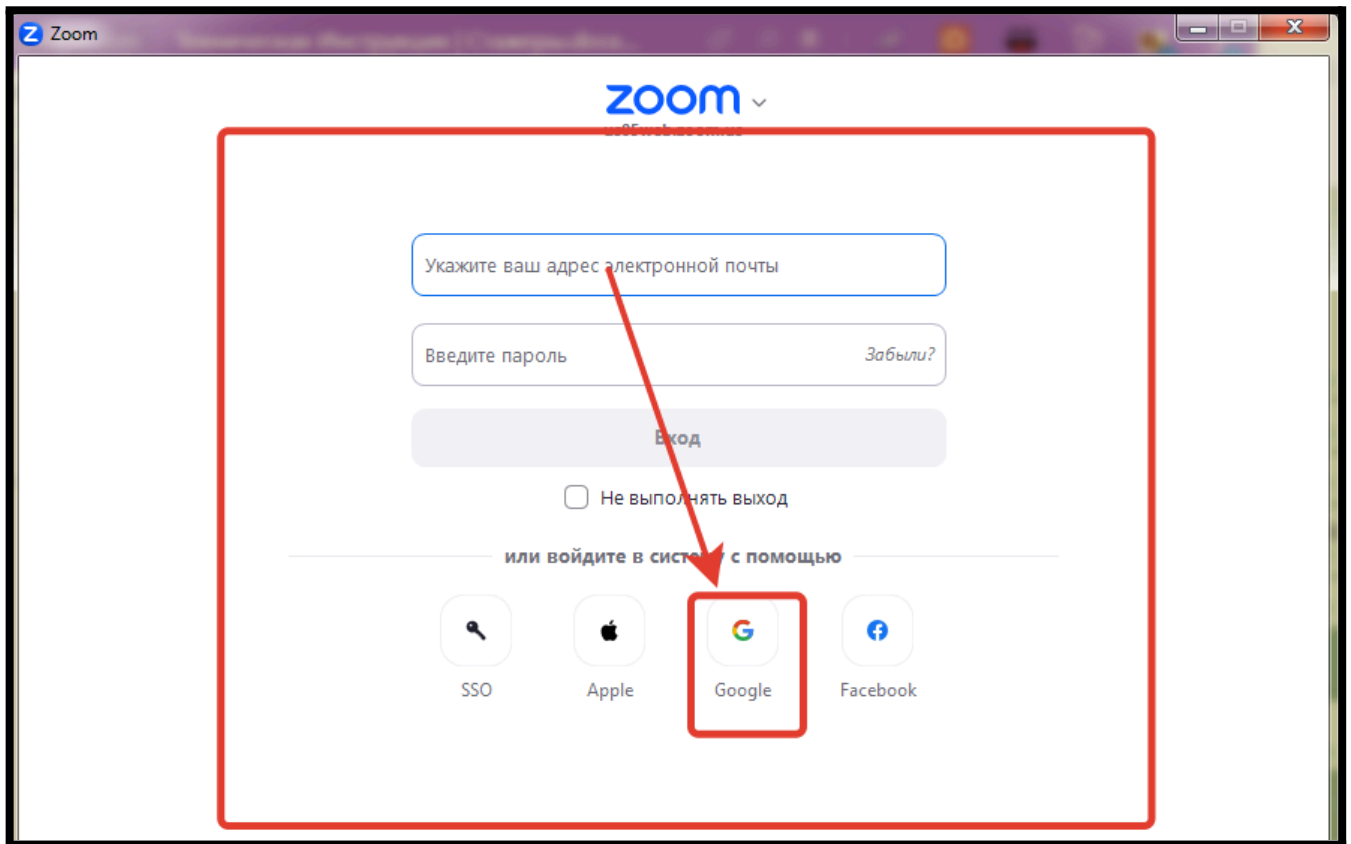 Zoom
zoom
Укажите ваш адрес электронной почты
Введите пароль
Забыли?
Вход
Не выполнять выход
или войдите в систему с помощью
SSO
Apple
Google
Facebook